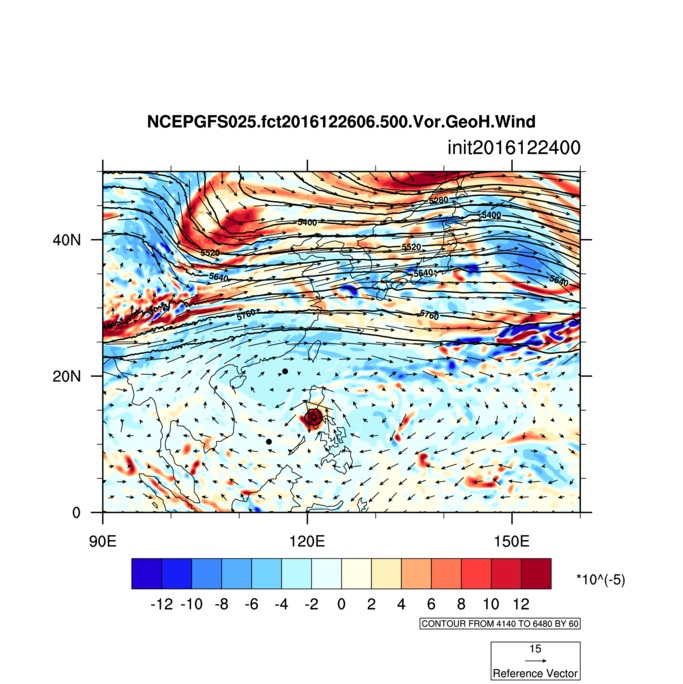 NCEPGFS025.fct2016122606.500.Vor.GeoH.Wind
init2016122400
5280
5400
5400
40N
5520
5520
5640
5640
5640
5760
5760
20N
0
90E 120E 150E
-12 -10 -8 -6 -4 -2 0 2 4 6 8 10 12
*10^(-5)
CONTOUR FROM 4140 TO 6480 BY 60
15
Reference Vector